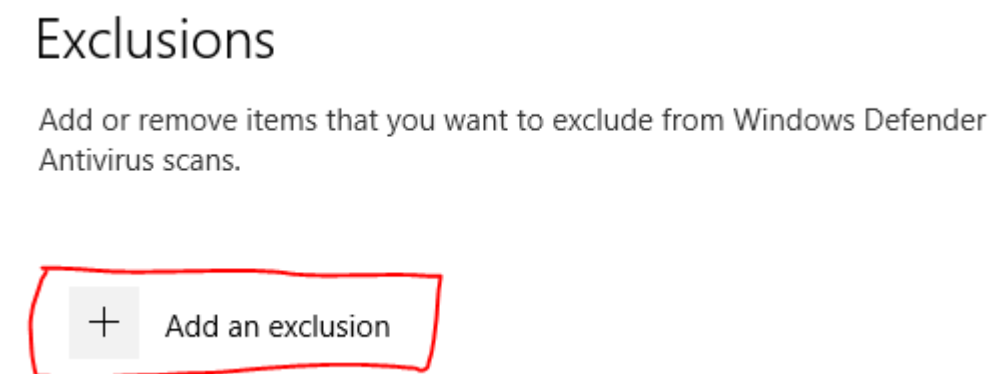 Exclusions
Add or remove items that you want to exclude from Windows Defender
Antivirus scans.
+ Add an exclusion